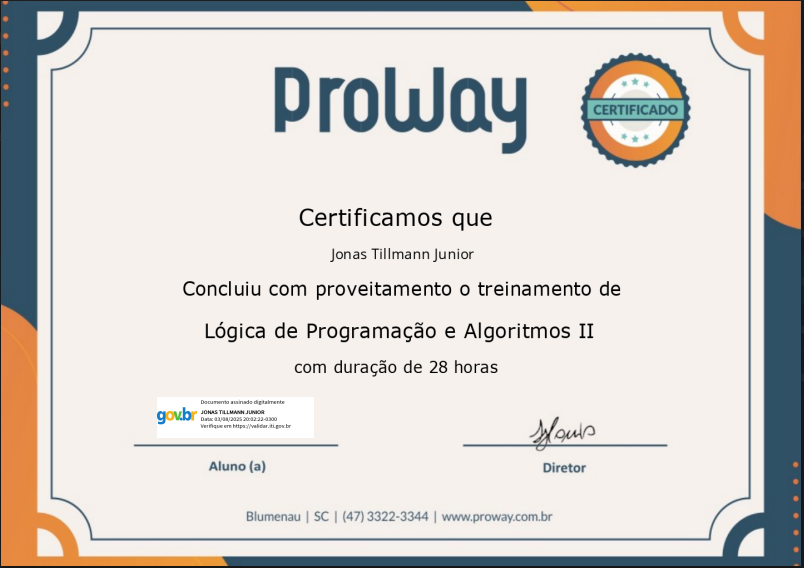 ProWay
CERTIFICADO
Certificamos que
Jonas Tillmann Junior
Concluiu com proveitamento o treinamento de
Lógica de Programação e Algoritmos II
com duração de 28 horas
gov.br
Documento assinado digitalmente
JONAS TILLMANN JUNIOR
Data: 03/08/2025 20:02:22-0300
Verifique em https://validar.iti.gov.br
Aluno (a)
Diretor
Blumenau | SC | (47) 3322-3344 | www.proway.com.br